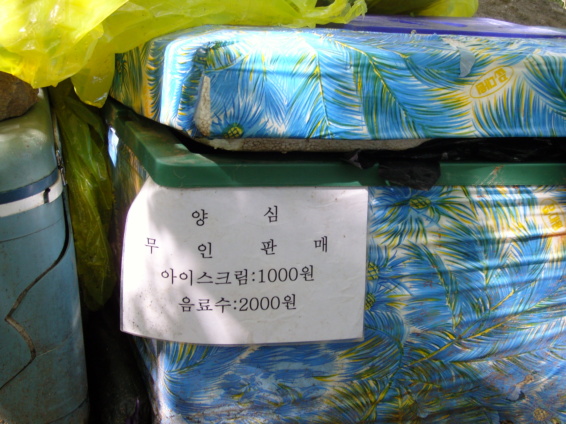 양 심
무 인 판 매
아이스크림:1000원
음료수:2000원